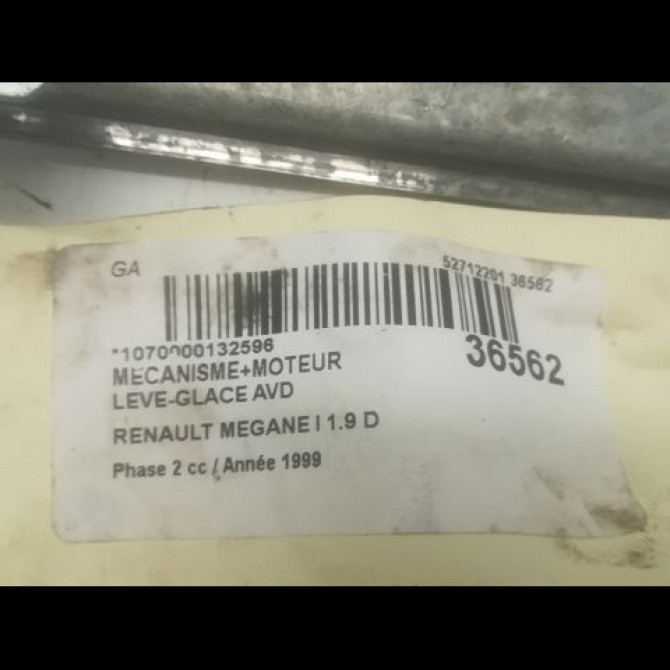 GA
52712201 36562
*1070000132596
36562
MECANISME+MOTEUR
LEVE-GLACE AVD
RENAULT MEGANE I 1.9 D
Phase 2 cc / Année 1999